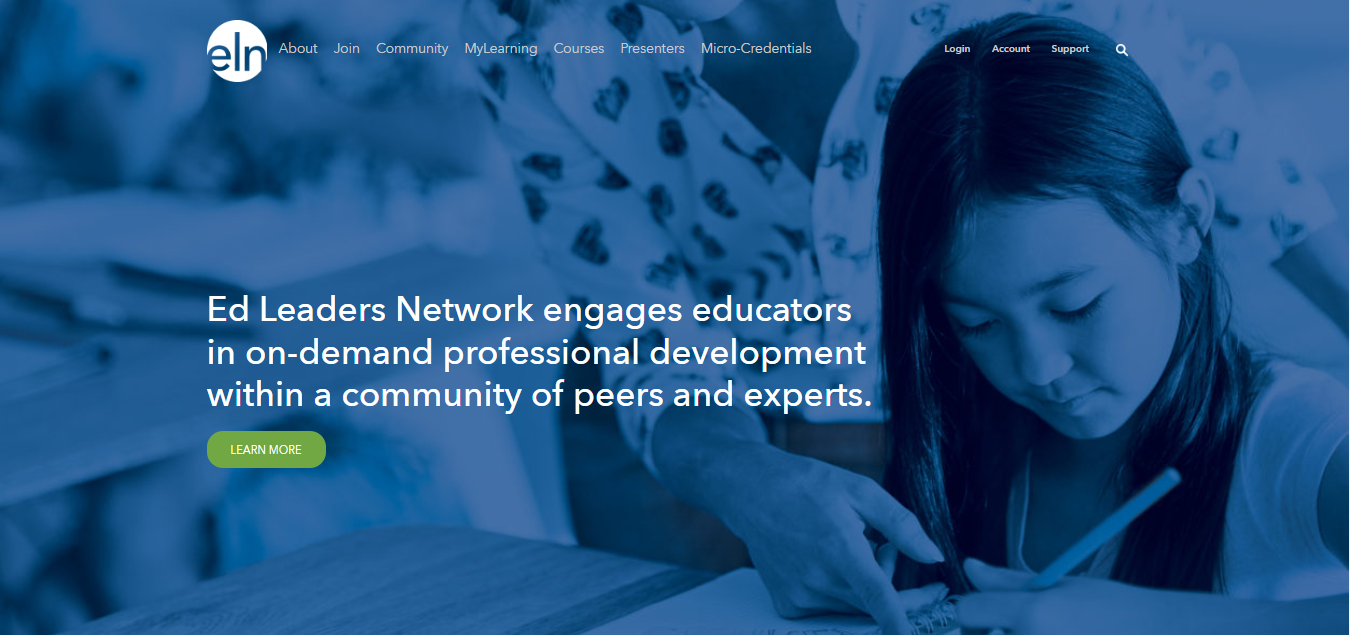 eln
About
Join
Community
MyLearning
Courses
Presenters
Micro-Credentials
Login
Account
Support
Ed Leaders Network engages educators
in on-demand professional development
within a community of peers and experts.
LEARN MORE